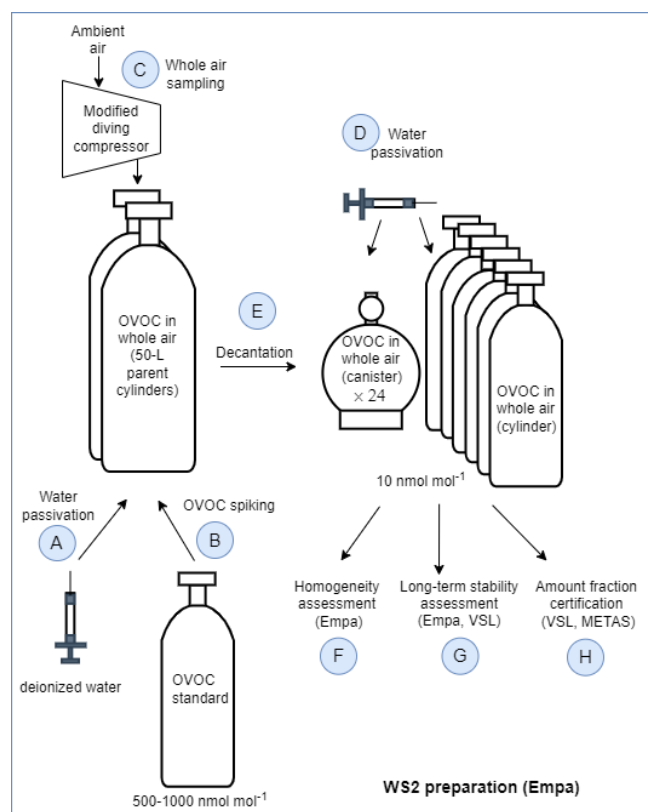 Ambient
air
C
Whole air
sampling
Modified
diving
compressor
D
Water
passivation
OVOC in
whole air
(50-L
parent
cylinders)
E
Decantation
OVOC in
whole air
(canister)
× 24
OVOC in
whole air
(cylinder)
10 nmol mol⁻¹
Water
passivation
A
OVOC spiking
B
deionized water
OVOC
standard
500-1000 nmol mol⁻¹
Homogeneity
assessment
(Empa)
F
Long-term stability
assessment
(Empa, VSL)
G
Amount fraction
certification
(VSL, METAS)
H
WS2 preparation (Empa)